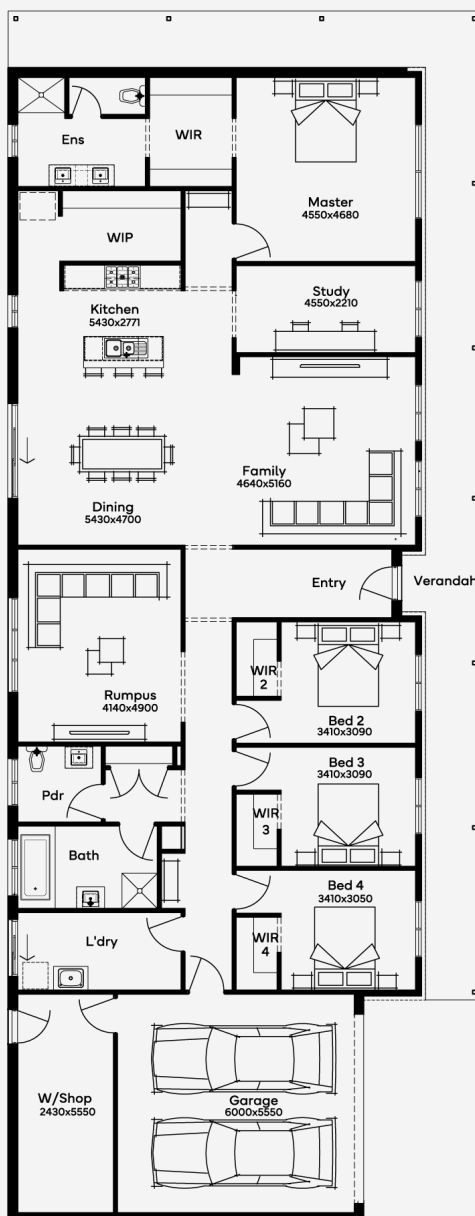 Ens
WIR
Master
4550x4680
WIP
Study
4550x2210
Kitchen
5430x2771
Family
4640x5160
Dining
5430x4700
Entry
Verandah
Rumpus
4140x4900
WIR
2
Bed 2
3410x3090
Bed 3
3410x3090
WIR
3
Pdr
Bath
Bed 4
3410x3050
WIR
4
L'dry
W/Shop
2430x5550
Garage
6000x5550